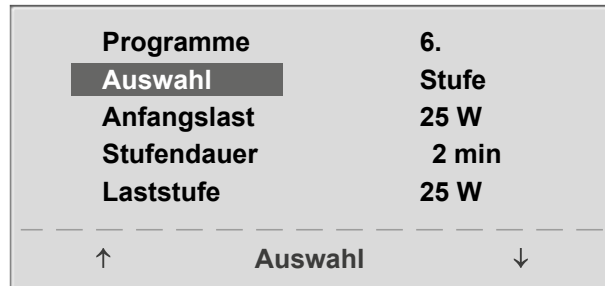 Programme 6.
Auswahl Stufe
Anfangslast 25 W
Stufendauer 2 min
Laststufe 25 W
↑ Auswahl ↓